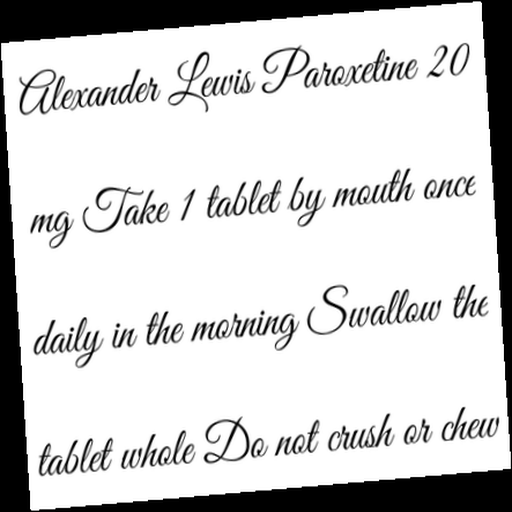 Alexander Lewis Paroxetine 20
mg Take 1 tablet by mouth once
daily in the morning Swallow the
tablet whole Do not crush or chew